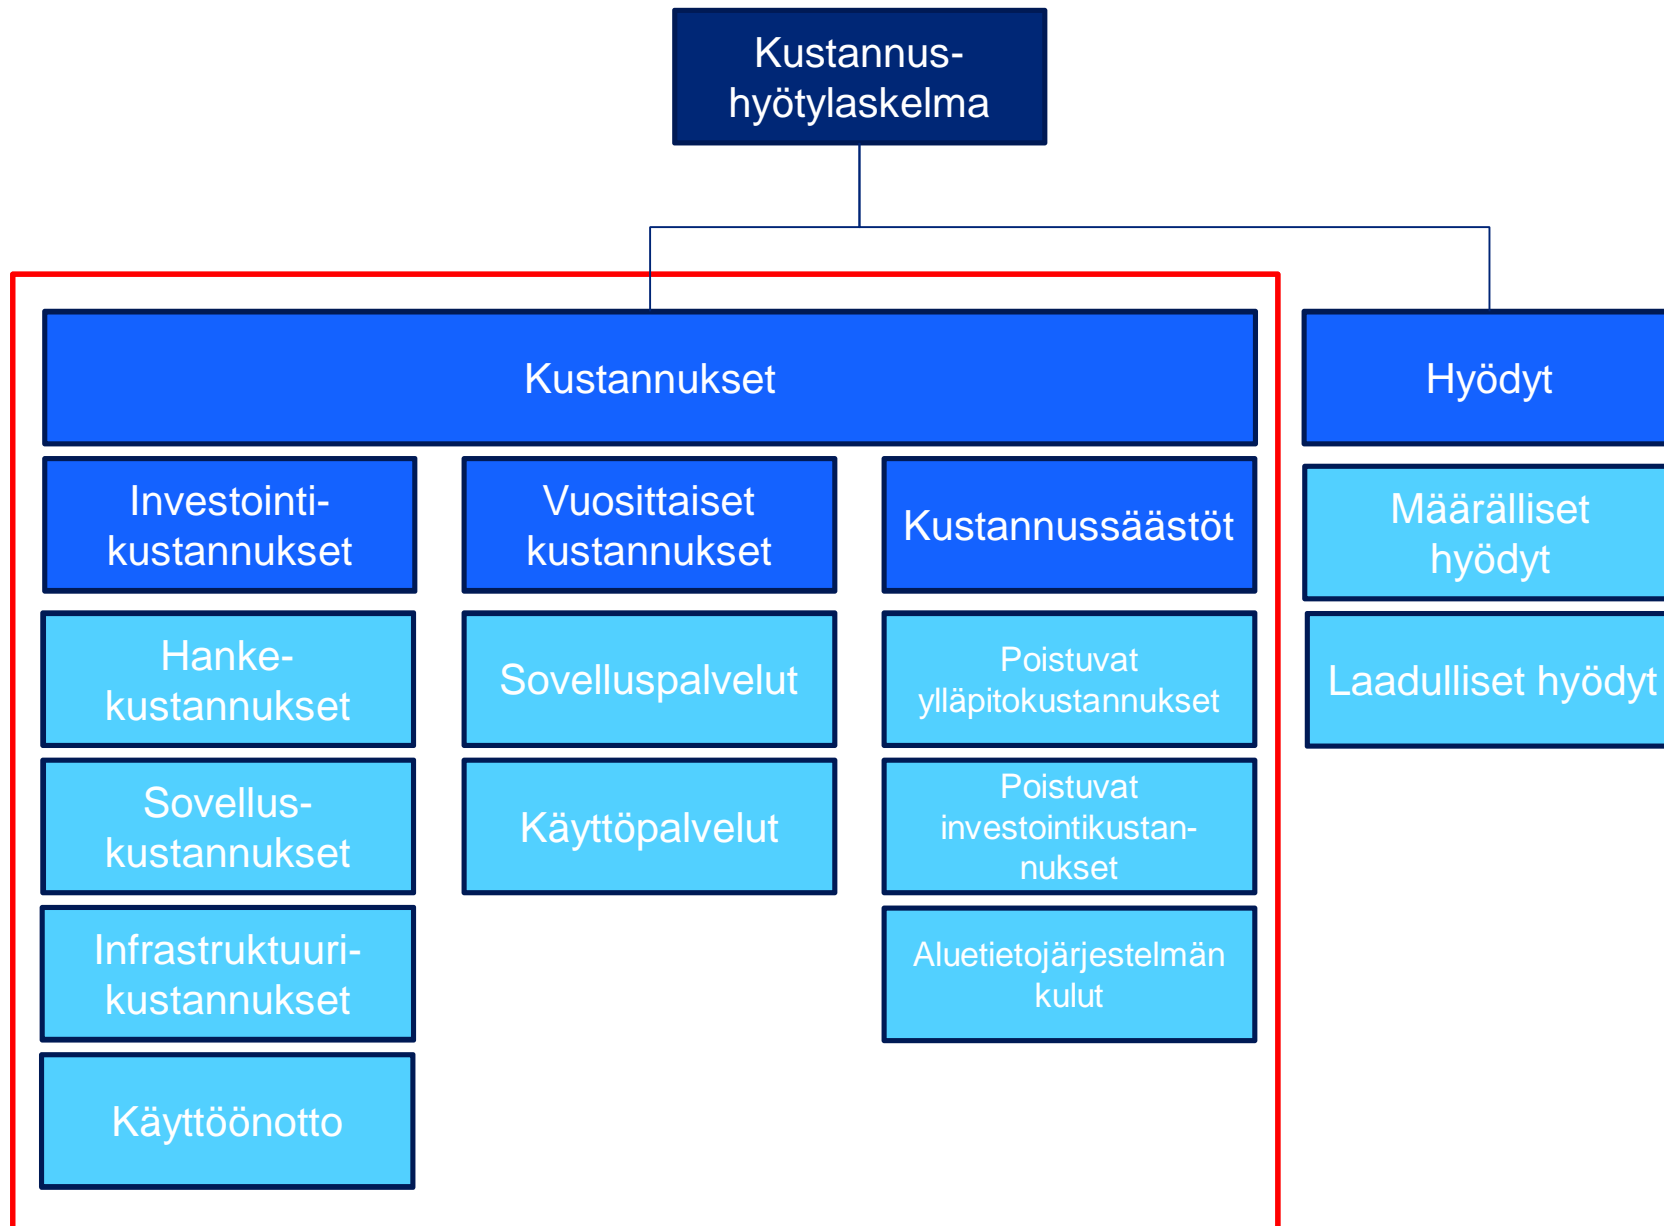 Kustannus-
hyötylaskelma
Kustannukset
Hyödyt
Investointi-
kustannukset
Vuosittaiset
kustannukset
Kustannussäästöt
Määrälliset
hyödyt
Hanke-
kustannukset
Sovelluspalvelut
Poistuvat
ylläpitokustannukset
Laadulliset hyödyt
Sovellus-
kustannukset
Käyttöpalvelut
Poistuvat
investointikustan-
nukset
Infrastruktuuri-
kustannukset
Aluetietojärjestelmän
kulut
Käyttöönotto